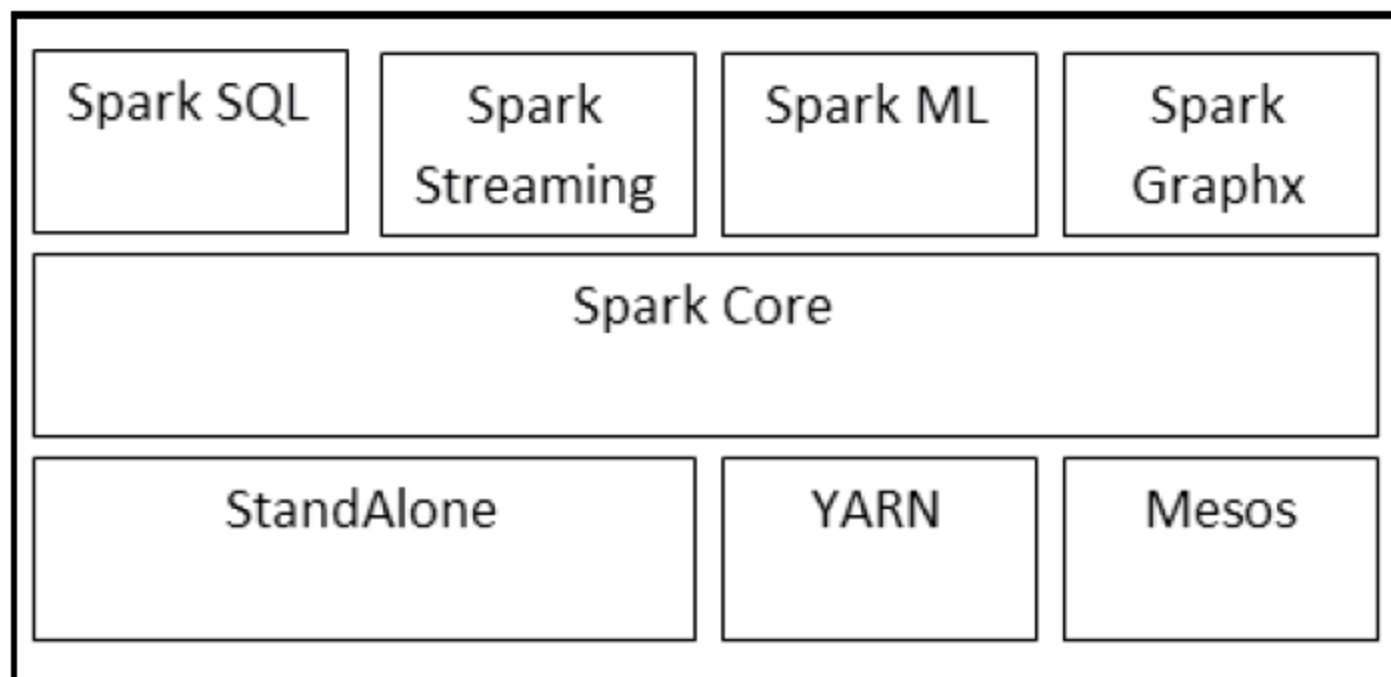 Spark SQL
Spark
Streaming
Spark ML
Spark
Graphx
Spark Core
StandAlone
YARN
Mesos